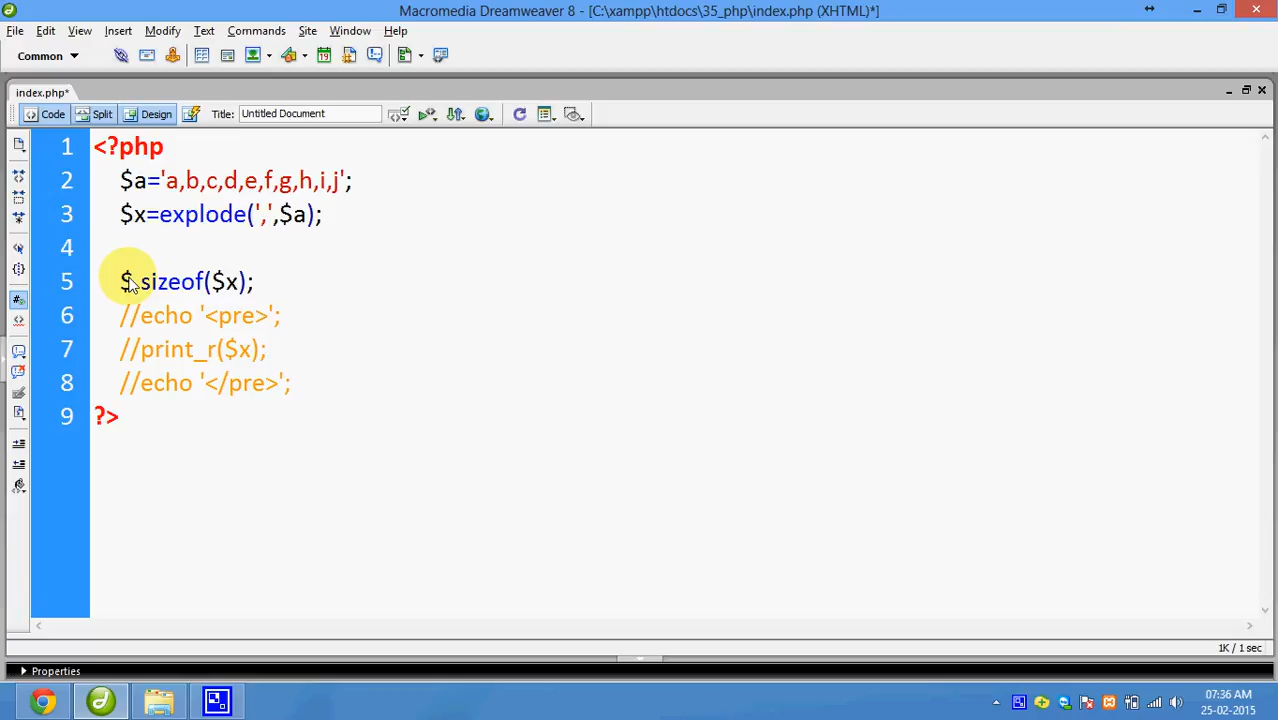 Macromedia Dreamweaver 8 - [C:\xampp\htdocs\35_php\index.php (XHTML)*]
File Edit View Insert Modify Text Commands Site Window Help
Common
index.php*
Code Split Design Title: Untitled Document
1 <?php
2 $a='a,b,c,d,e,f,g,h,i,j';
3 $x=explode(',',$a);
4
5 $ sizeof($x);
6 //echo '<pre>';
7 //print_r($x);
8 //echo '</pre>';
9 ?>
1K / 1 sec
Properties
07:36 AM
25-02-2015